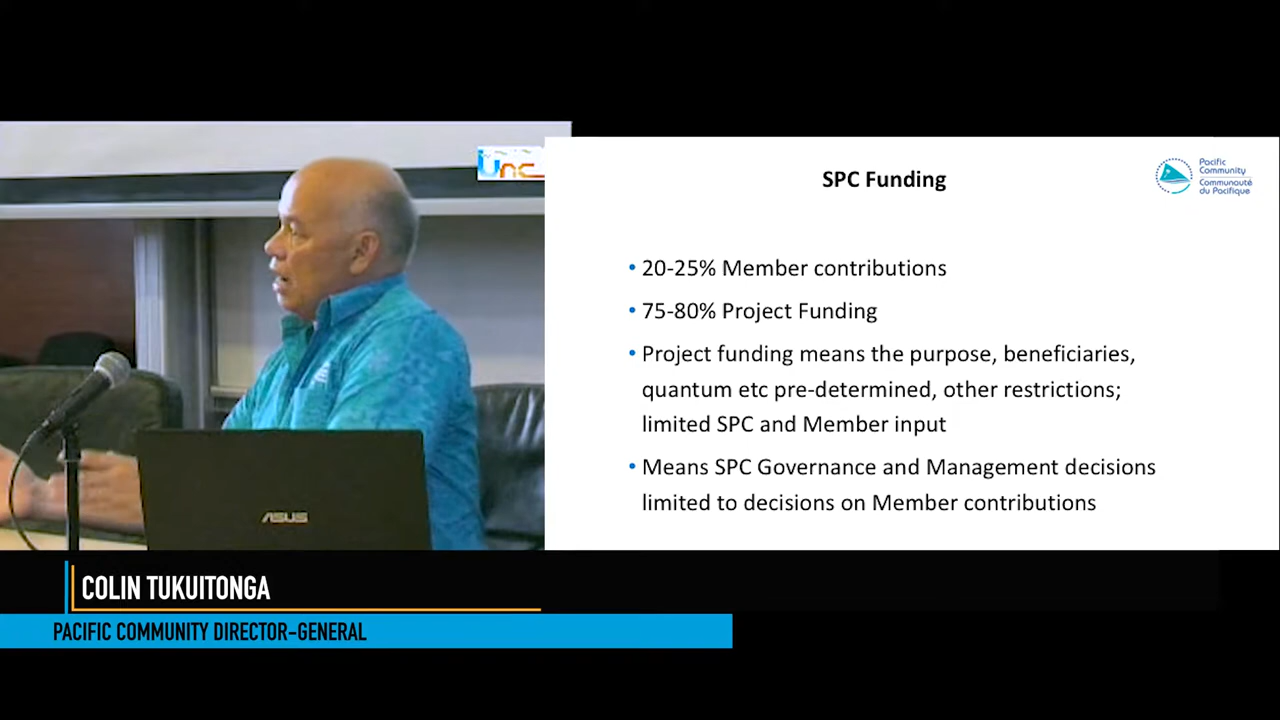 unc
SPC Funding
Pacific
Community
Communauté
du Pacifique
• 20-25% Member contributions
• 75-80% Project Funding
• Project funding means the purpose, beneficiaries,
quantum etc pre-determined, other restrictions;
limited SPC and Member input
• Means SPC Governance and Management decisions
limited to decisions on Member contributions
ASUS
COLIN TUKUITONGA
PACIFIC COMMUNITY DIRECTOR-GENERAL